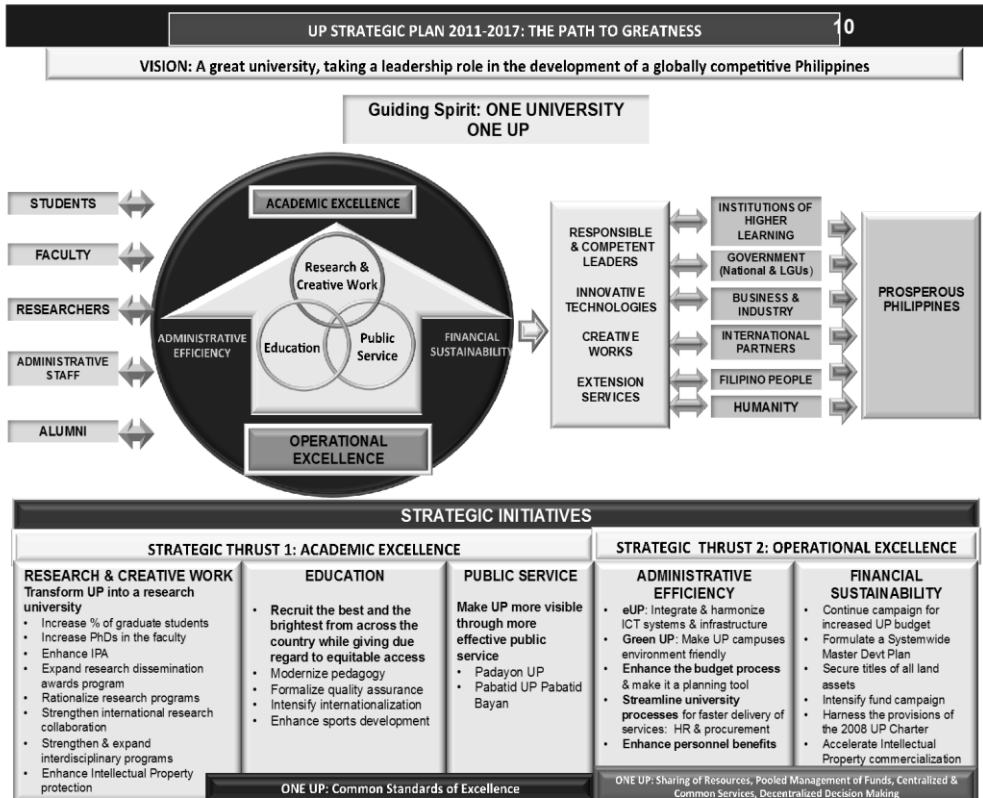 UP STRATEGIC PLAN 2011-2017: THE PATH TO GREATNESS
10
VISION: A great university, taking a leadership role in the development of a globally competitive Philippines
Guiding Spirit: ONE UNIVERSITY
ONE UP
STUDENTS
FACULTY
RESEARCHERS
ADMINISTRATIVE
STAFF
ALUMNI
ACADEMIC EXCELLENCE
Research &
Creative Work
ADMINISTRATIVE
EFFICIENCY
Education
Public
Service
FINANCIAL
SUSTAINABILITY
OPERATIONAL
EXCELLENCE
RESPONSIBLE
& COMPETENT
LEADERS
INNOVATIVE
TECHNOLOGIES
CREATIVE
WORKS
EXTENSION
SERVICES
INSTITUTIONS OF
HIGHER
LEARNING
GOVERNMENT
(National & LGUs)
BUSINESS &
INDUSTRY
INTERNATIONAL
PARTNERS
FILIPINO PEOPLE
HUMANITY
PROSPEROUS
PHILIPPINES
STRATEGIC INITIATIVES
STRATEGIC THRUST 1: ACADEMIC EXCELLENCE
RESEARCH & CREATIVE WORK
Transform UP into a research
university
• Increase % of graduate students
• Increase PhDs in the faculty
• Enhance IPA
• Expand research dissemination
awards program
• Rationalize research programs
• Strengthen international research
collaboration
• Strengthen & expand
interdisciplinary programs
• Enhance Intellectual Property
protection
EDUCATION
• Recruit the best and the
brightest from across the
country while giving due
regard to equitable access
• Modernize pedagogy
• Formalize quality assurance
• Intensify internationalization
• Enhance sports development
PUBLIC SERVICE
Make UP more visible
through more
effective public
service
• Padayon UP
• Pabatid UP Pabatid
Bayan
ONE UP: Common Standards of Excellence
STRATEGIC THRUST 2: OPERATIONAL EXCELLENCE
ADMINISTRATIVE
EFFICIENCY
• eUP: Integrate & harmonize
ICT systems & infrastructure
• Green UP: Make UP campuses
environment friendly
• Enhance the budget process
& make it a planning tool
• Streamline university
processes for faster delivery of
services: HR & procurement
• Enhance personnel benefits
FINANCIAL
SUSTAINABILITY
• Continue campaign for
increased UP budget
• Formulate a Systemwide
Master Devt Plan
• Secure titles of all land
assets
• Intensify fund campaign
• Harness the provisions of
the 2008 UP Charter
• Accelerate Intellectual
Property commercialization
ONE UP: Sharing of Resources, Pooled Management of Funds, Centralized &
Common Services, Decentralized Decision Making